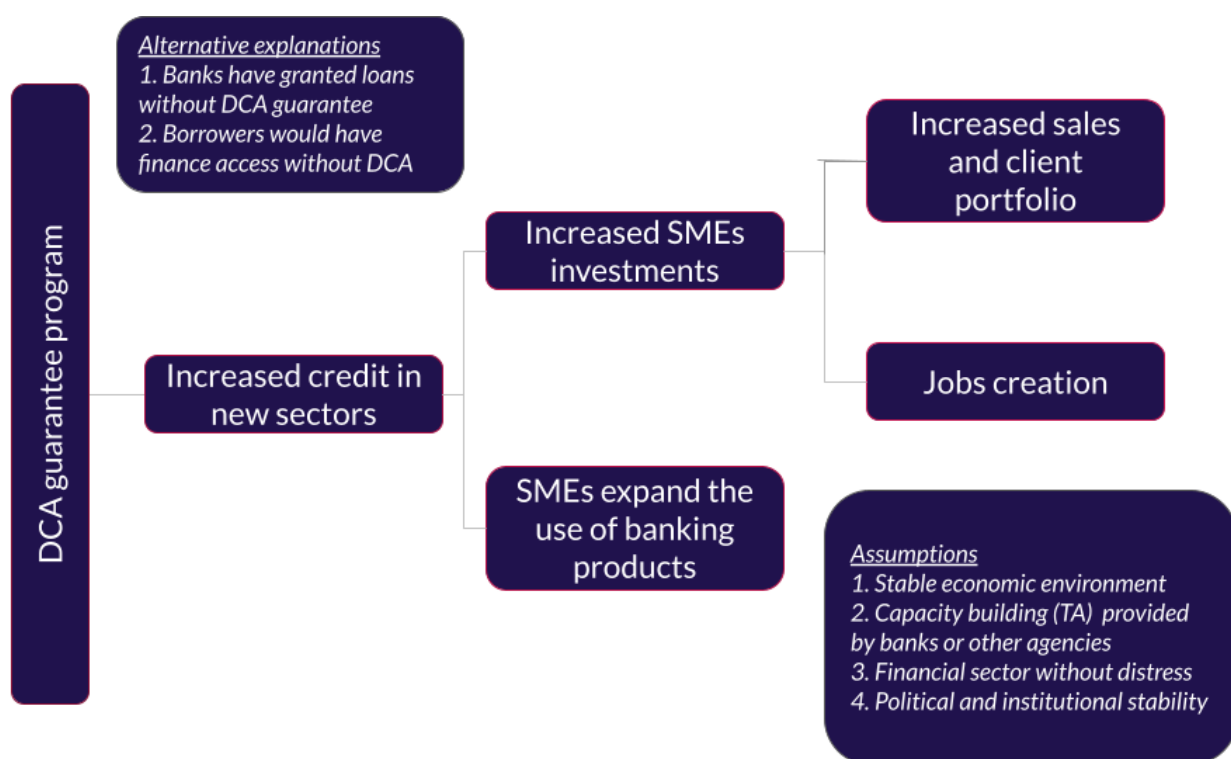 DCA guarantee program
Alternative explanations
1. Banks have granted loans
without DCA guarantee
2. Borrowers would have
finance access without DCA
Increased credit in
new sectors
Increased SMEs
investments
SMEs expand the
use of banking
products
Increased sales
and client
portfolio
Jobs creation
Assumptions
1. Stable economic environment
2. Capacity building (TA) provided
by banks or other agencies
3. Financial sector without distress
4. Political and institutional stability